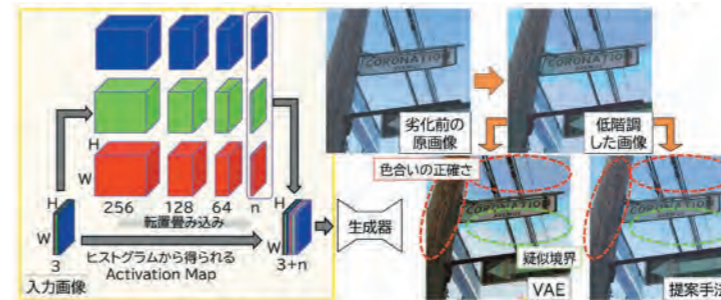 H
W
256
128
64
n
転置畳み込み
H
W
3
入力画像
ヒストグラムから得られる
Activation Map
H
W
3+n
生成器
CORONATION
劣化前の
原画像
CORONATION
低階調
した画像
色合いの正確さ
CORONATION
疑似境界
VAE
CORONATION
提案手法